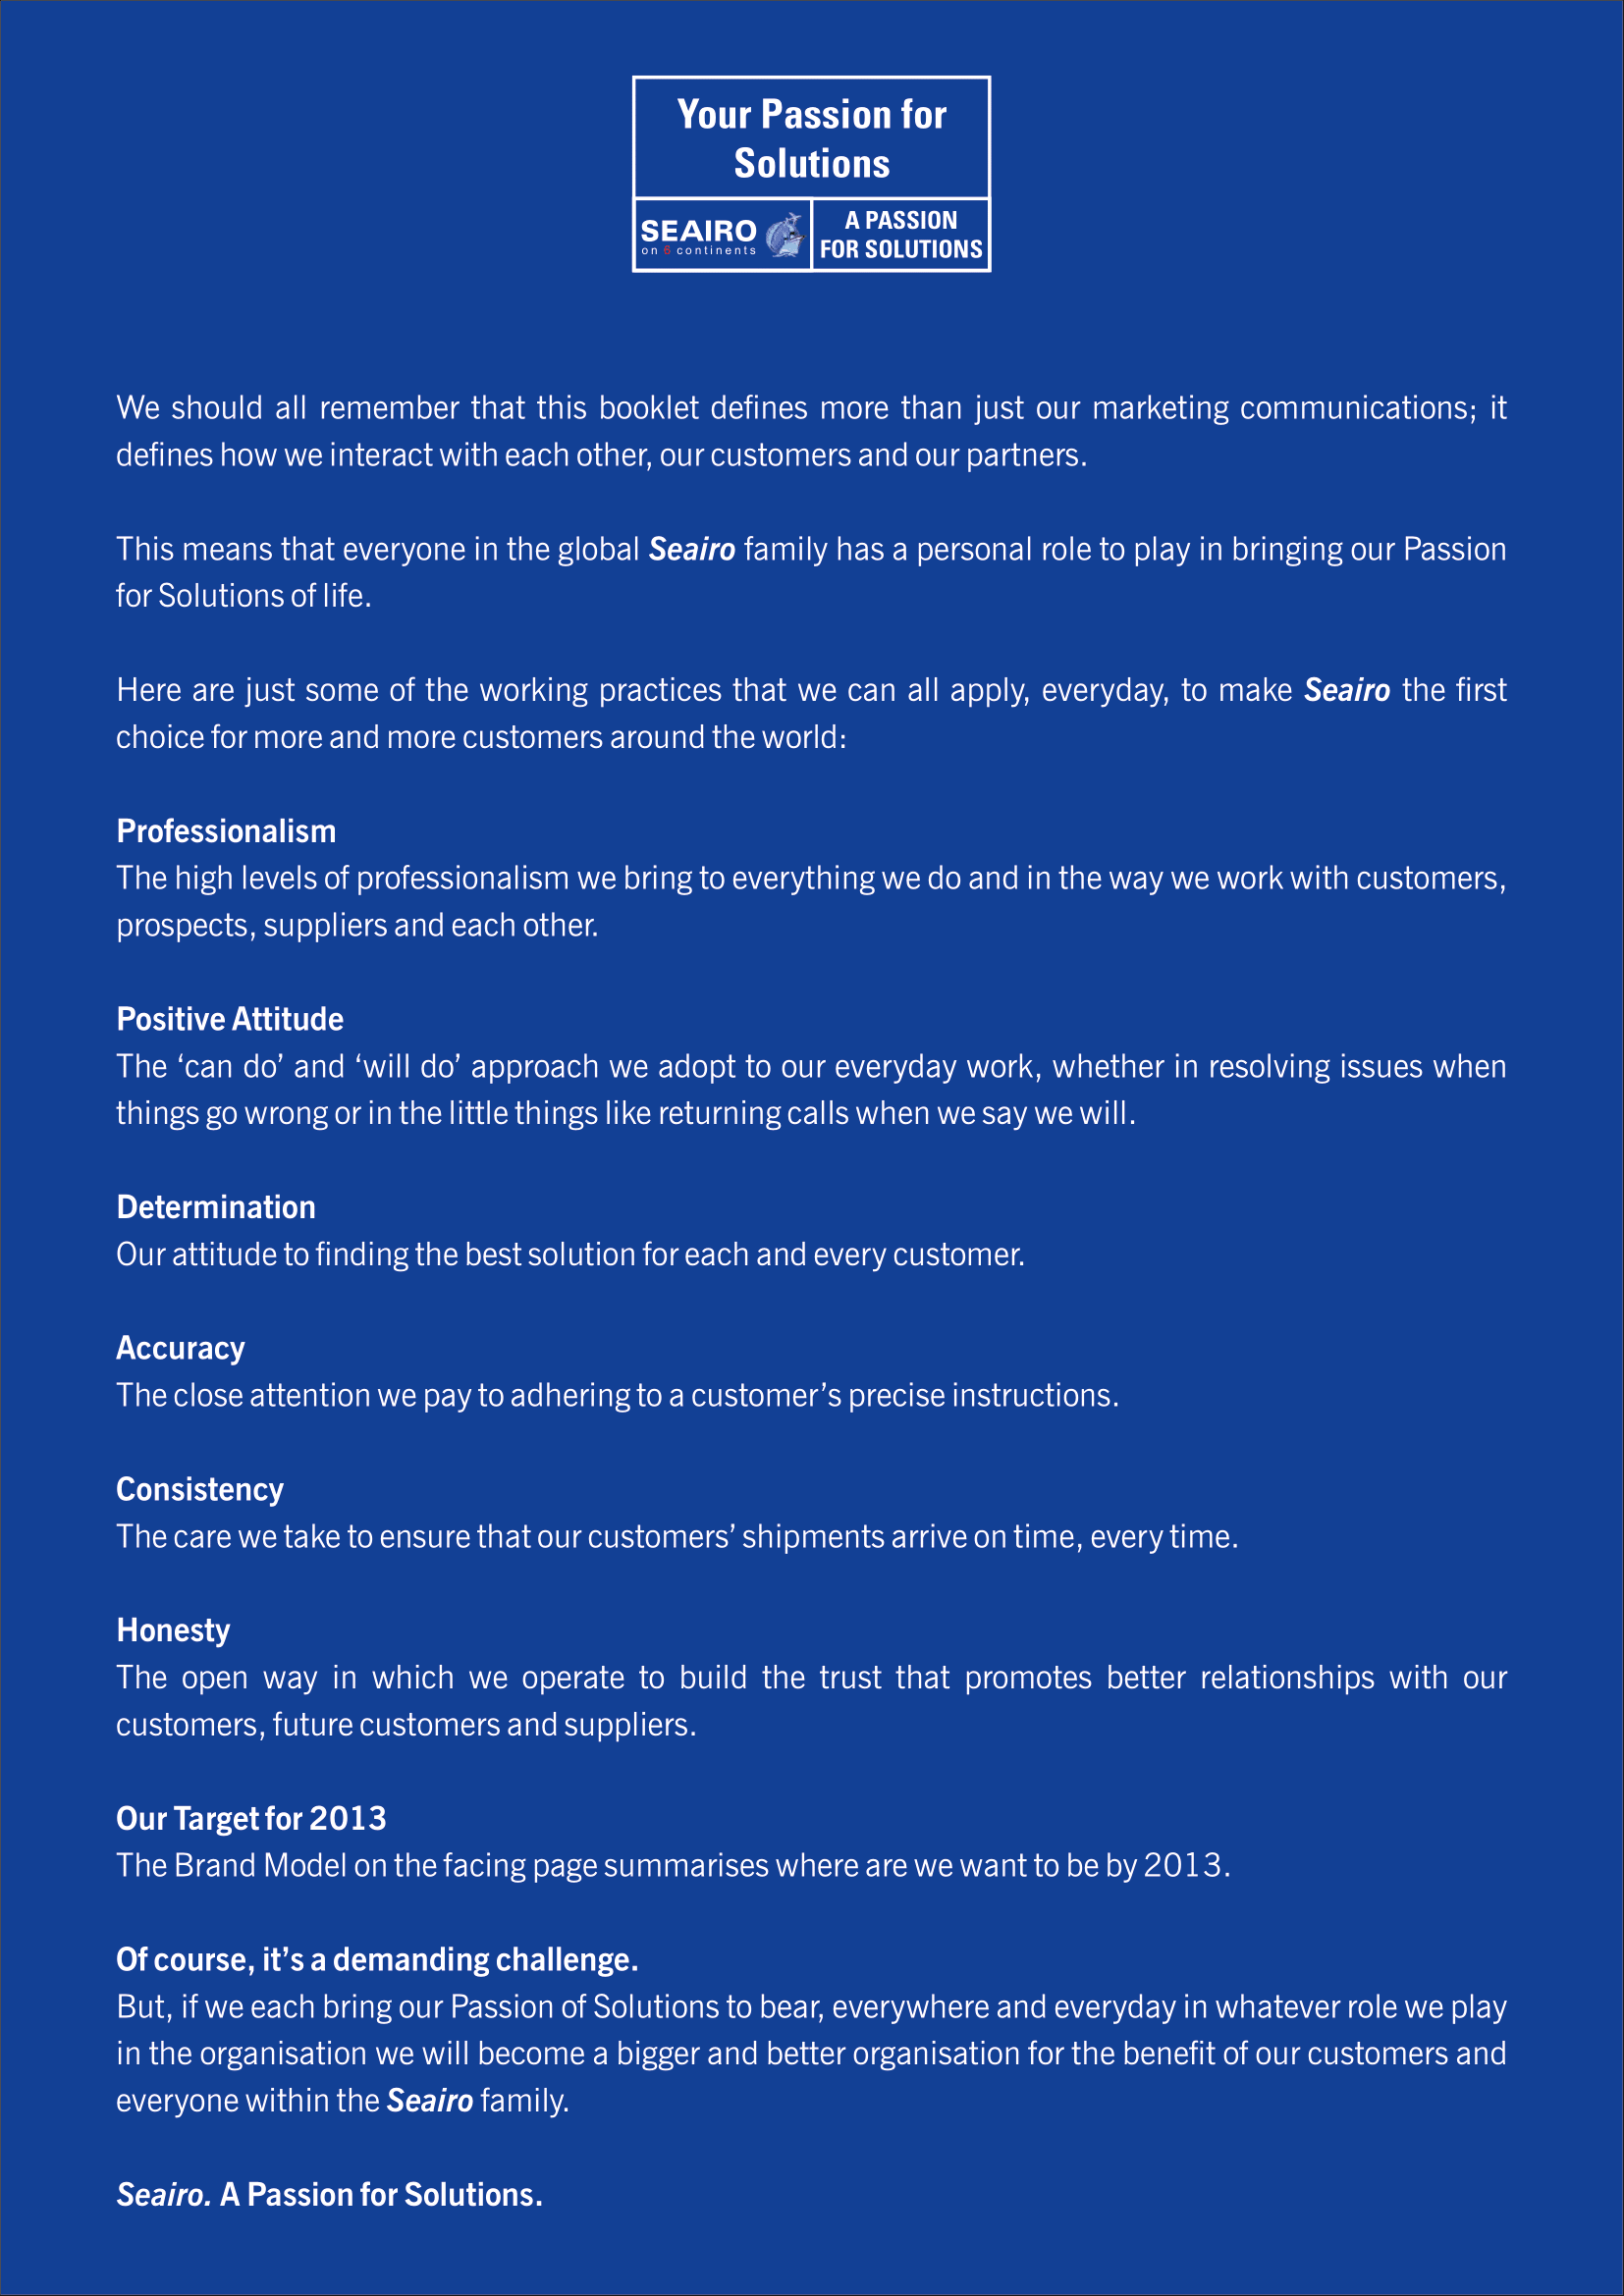 Your Passion for
Solutions
SEAIRO
on 6 continents
A PASSION
FOR SOLUTIONS
We should all remember that this booklet defines more than just our marketing communications; it
defines how we interact with each other, our customers and our partners.
This means that everyone in the global Seairo family has a personal role to play in bringing our Passion
for Solutions of life.
Here are just some of the working practices that we can all apply, everyday, to make Seairo the first
choice for more and more customers around the world:
Professionalism
The high levels of professionalism we bring to everything we do and in the way we work with customers,
prospects, suppliers and each other.
Positive Attitude
The ‘can do’ and ‘will do’ approach we adopt to our everyday work, whether in resolving issues when
things go wrong or in the little things like returning calls when we say we will.
Determination
Our attitude to finding the best solution for each and every customer.
Accuracy
The close attention we pay to adhering to a customer’s precise instructions.
Consistency
The care we take to ensure that our customers’ shipments arrive on time, every time.
Honesty
The open way in which we operate to build the trust that promotes better relationships with our
customers, future customers and suppliers.
Our Target for 2013
The Brand Model on the facing page summarises where are we want to be by 2013.
Of course, it’s a demanding challenge.
But, if we each bring our Passion of Solutions to bear, everywhere and everyday in whatever role we play
in the organisation we will become a bigger and better organisation for the benefit of our customers and
everyone within the Seairo family.
Seairo. A Passion for Solutions.